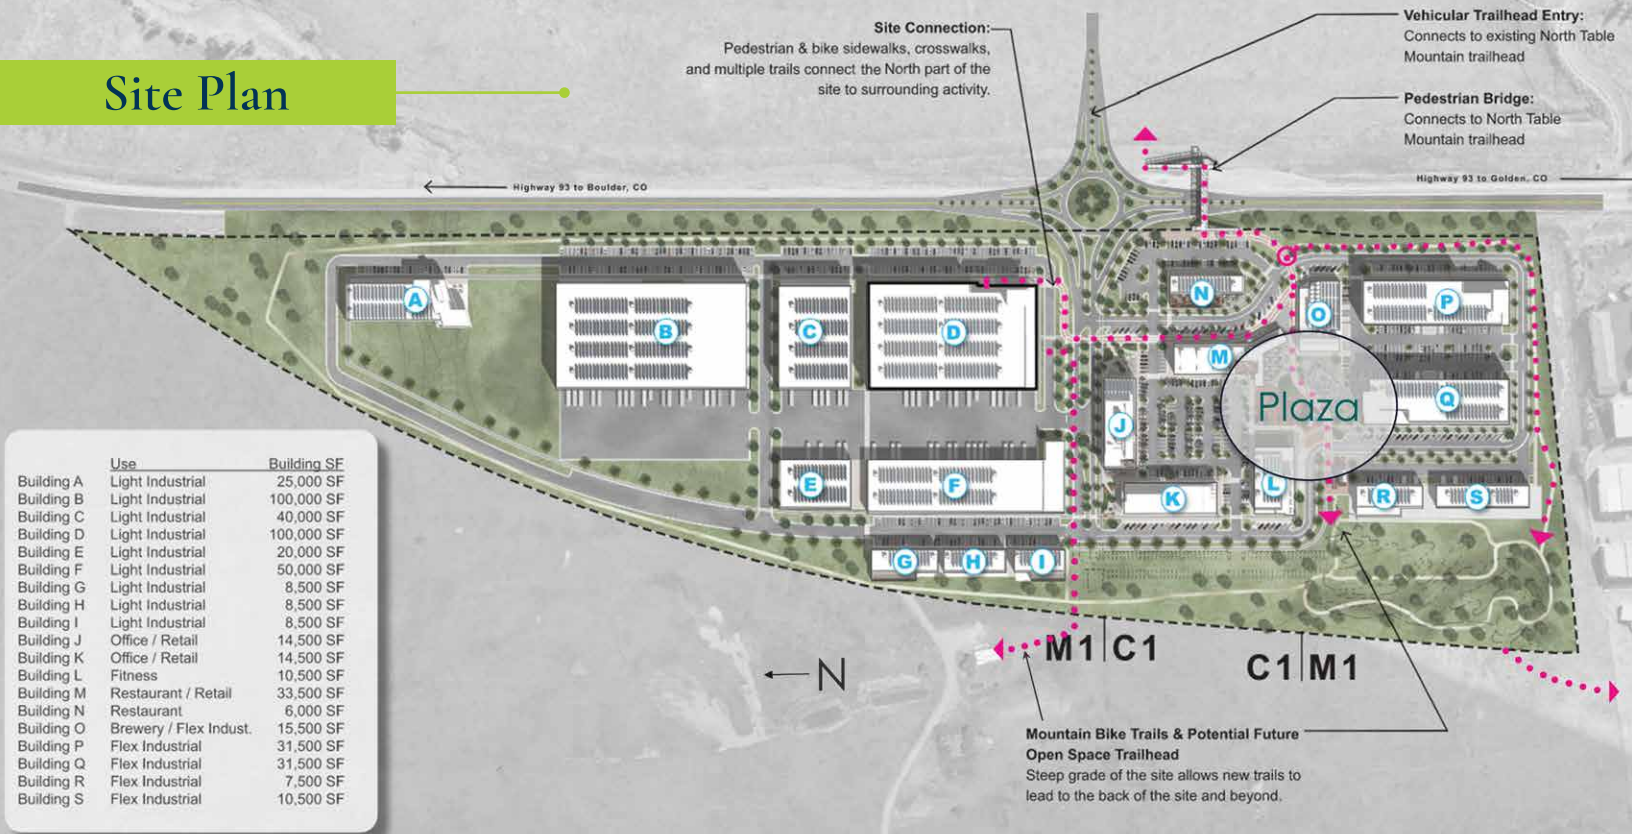 Site Plan
Site Connection:
Pedestrian & bike sidewalks, crosswalks,
and multiple trails connect the North part of the
site to surrounding activity.
Vehicular Trailhead Entry:
Connects to existing North Table
Mountain trailhead
Pedestrian Bridge:
Connects to North Table
Mountain trailhead
Highway 93 to Boulder, CO
Highway 93 to Golden, CO
A
B
C
D
N
O
P
M
J
Plaza
Q
E
F
K
L
R
S
G
H
I
M1 C1
C1 M1
N
Use Building SF
Building A Light Industrial 25,000 SF
Building B Light Industrial 100,000 SF
Building C Light Industrial 40,000 SF
Building D Light Industrial 100,000 SF
Building E Light Industrial 20,000 SF
Building F Light Industrial 50,000 SF
Building G Light Industrial 8,500 SF
Building H Light Industrial 8,500 SF
Building I Light Industrial 8,500 SF
Building J Office / Retail 14,500 SF
Building K Office / Retail 14,500 SF
Building L Fitness 10,500 SF
Building M Restaurant / Retail 33,500 SF
Building N Restaurant 6,000 SF
Building O Brewery / Flex Indust. 15,500 SF
Building P Flex Industrial 31,500 SF
Building Q Flex Industrial 31,500 SF
Building R Flex Industrial 7,500 SF
Building S Flex Industrial 10,500 SF
Mountain Bike Trails & Potential Future
Open Space Trailhead
Steep grade of the site allows new trails to
lead to the back of the site and beyond.